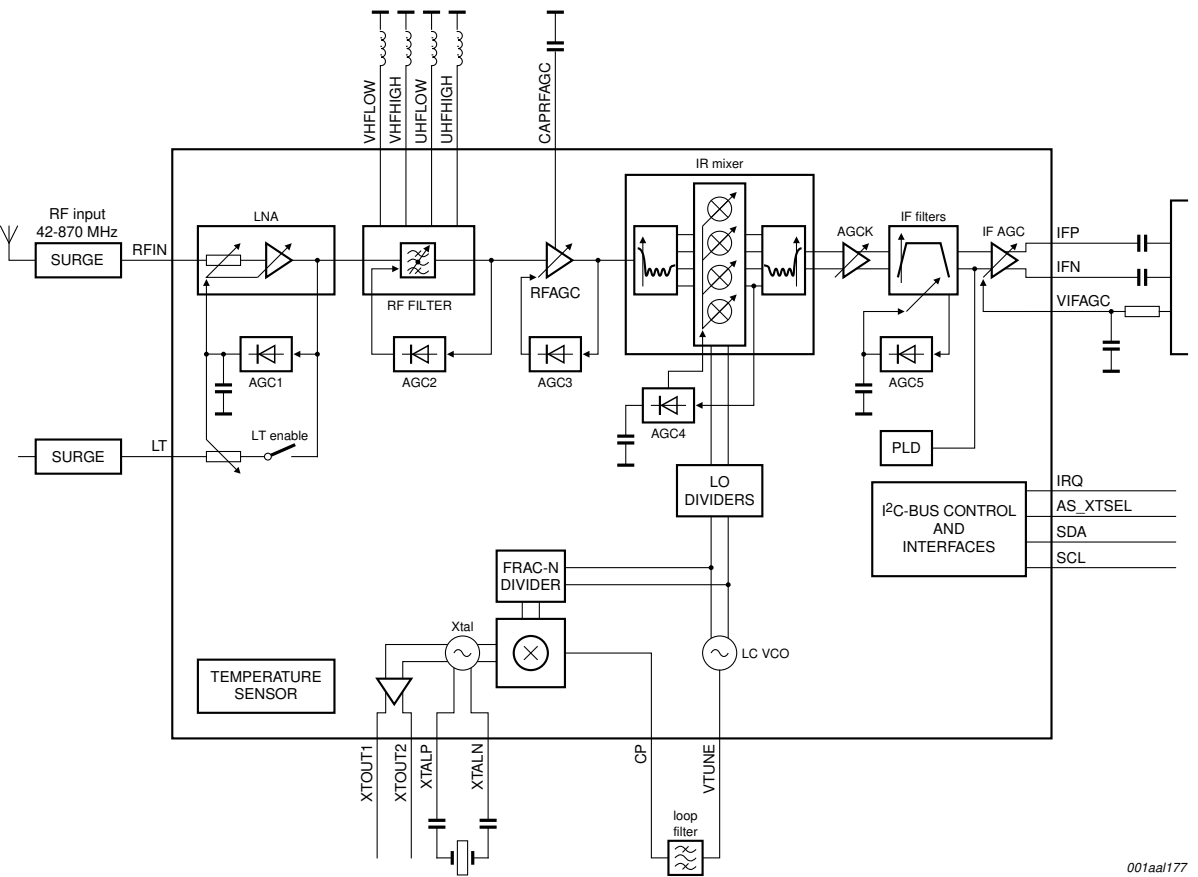 VHFLOW
VHFHIGH
UHFLOW
UHFHIGH
CAPRFAGC
IR mixer
RF input
42-870 MHz
SURGE
RFIN
LNA
RF FILTER
RFAGC
AGCK
IF filters
IF AGC
IFP
IFN
VIFAGC
AGC1
AGC2
AGC3
AGC4
AGC5
SURGE
LT
LT enable
PLD
LO
DIVIDERS
I²C-BUS CONTROL
AND
INTERFACES
IRQ
AS_XTSEL
SDA
SCL
FRAC-N
DIVIDER
Xtal
LC VCO
TEMPERATURE
SENSOR
XTOUT1
XTOUT2
XTALP
XTALN
CP
VTUNE
loop
filter
001aal177